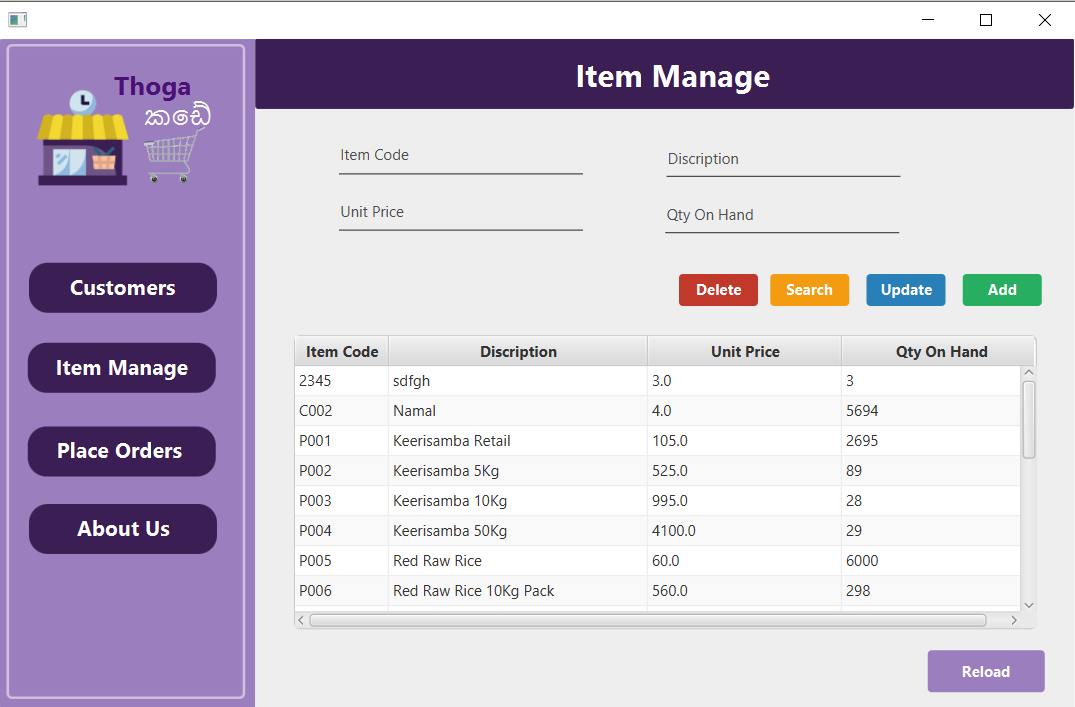 Thoga
කඩේ
Customers
Item Manage
Place Orders
About Us
Item Manage
Item Code
Discription
Unit Price
Qty On Hand
Delete Search Update Add
Item Code Discription Unit Price Qty On Hand
2345 sdfgh 3.0 3
C002 Namal 4.0 5694
P001 Keerisamba Retail 105.0 2695
P002 Keerisamba 5Kg 525.0 89
P003 Keerisamba 10Kg 995.0 28
P004 Keerisamba 50Kg 4100.0 29
P005 Red Raw Rice 60.0 6000
P006 Red Raw Rice 10Kg Pack 560.0 298
Reload